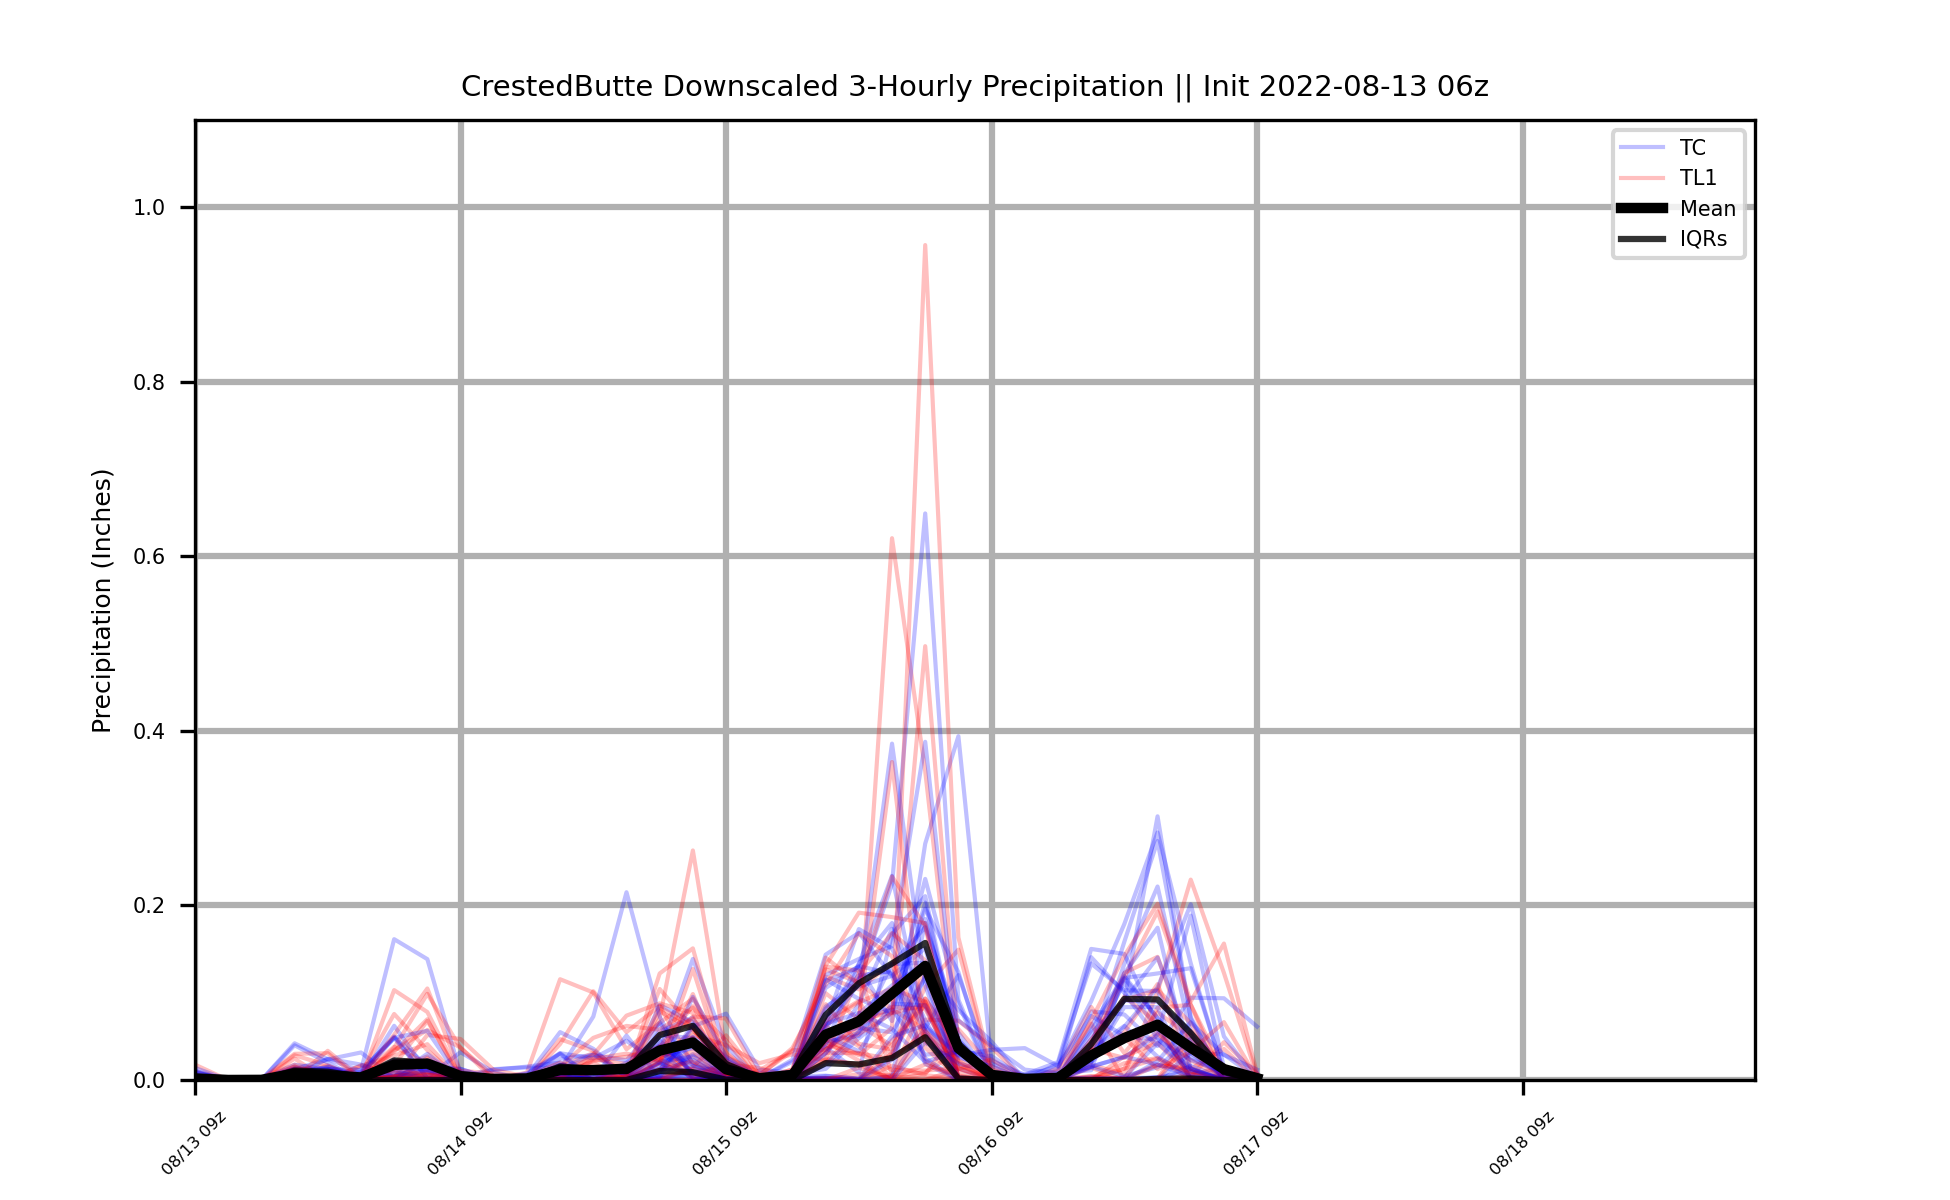 CrestedButte Downscaled 3-Hourly Precipitation || Init 2022-08-13 06z
TC
TL1
Mean
IQRs
Precipitation (Inches)
1.0
0.8
0.6
0.4
0.2
0.0
08/13 09z
08/14 09z
08/15 09z
08/16 09z
08/17 09z
08/18 09z